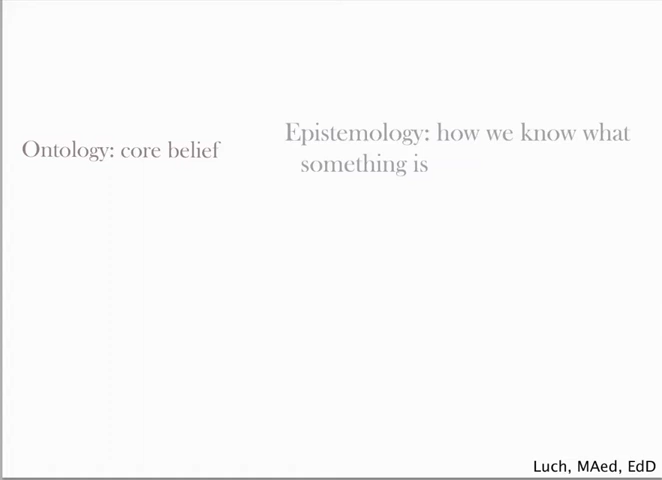 Ontology: core belief
Epistemology: how we know what
something is
Luch, MAed, EdD